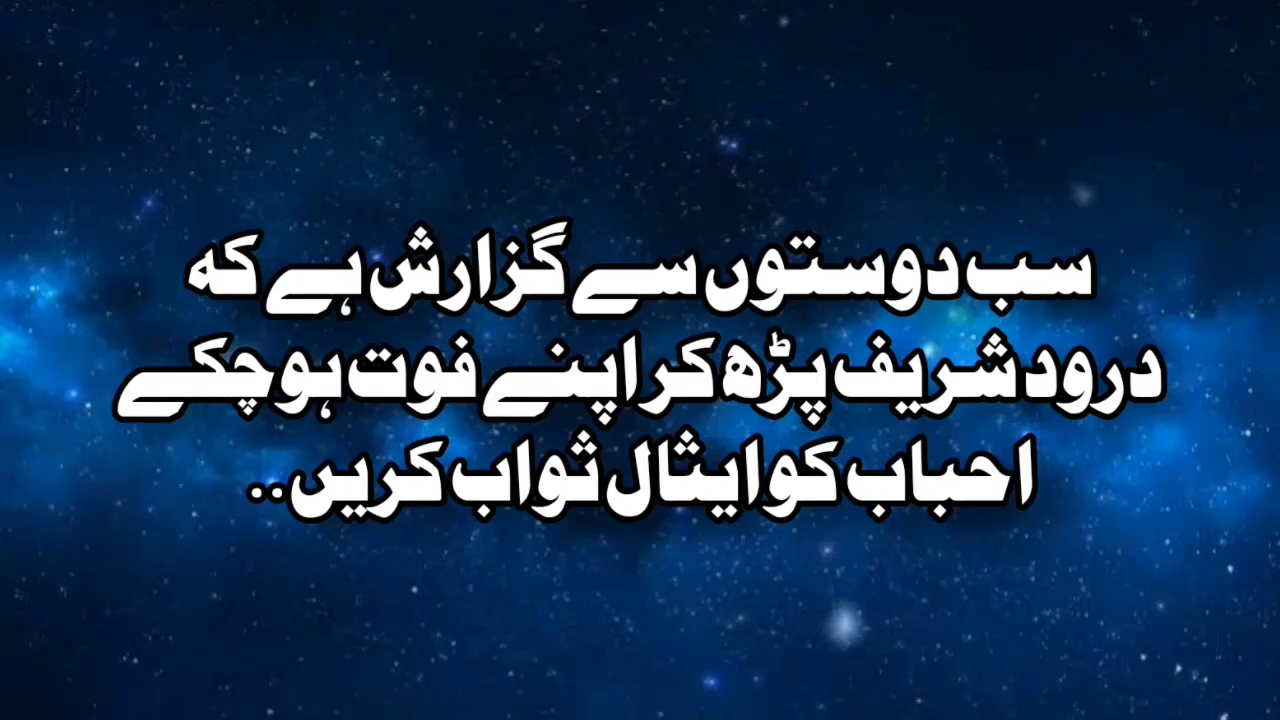 سب دوستوں سے گزارش ہے کہ
درود شریف پڑھ کر اپنے فوت ہو چکے
احباب کو ایثال ثواب کریں..